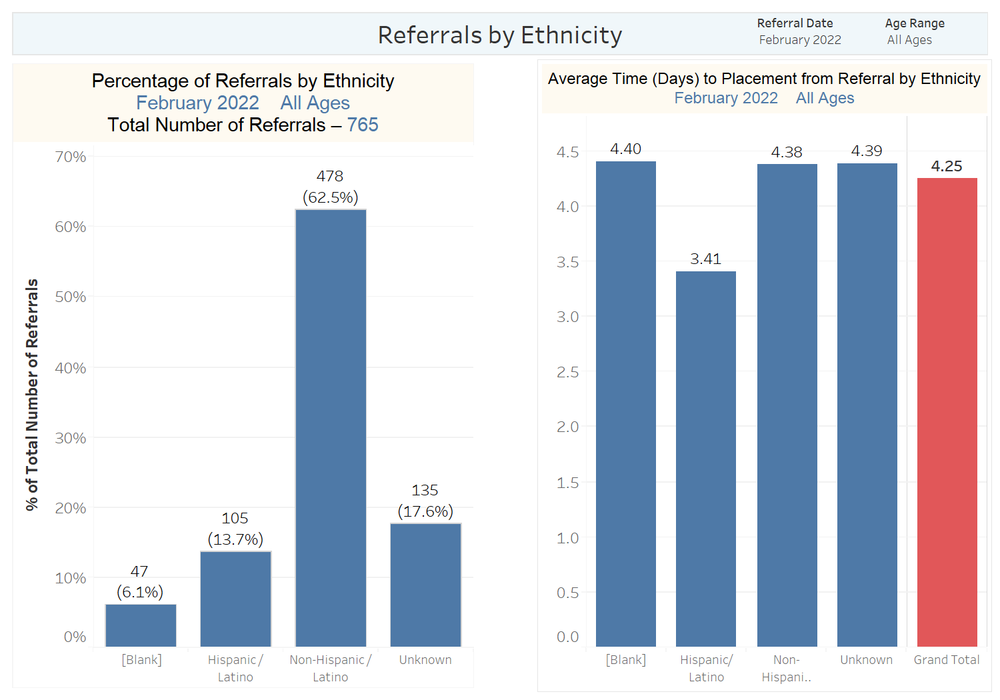 Referrals by Ethnicity
Referral Date
February 2022
Age Range
All Ages
Percentage of Referrals by Ethnicity
February 2022 All Ages
Total Number of Referrals – 765
% of Total Number of Referrals
70%
60%
50%
40%
30%
20%
10%
0%
47
(6.1%)
105
(13.7%)
478
(62.5%)
135
(17.6%)
[Blank]
Hispanic /
Latino
Non-Hispanic /
Latino
Unknown
Average Time (Days) to Placement from Referral by Ethnicity
February 2022 All Ages
4.5
4.0
3.5
3.0
2.5
2.0
1.5
1.0
0.5
0.0
4.40
3.41
4.38
4.39
4.25
[Blank]
Hispanic/
Latino
Non-
Hispani..
Unknown
Grand Total